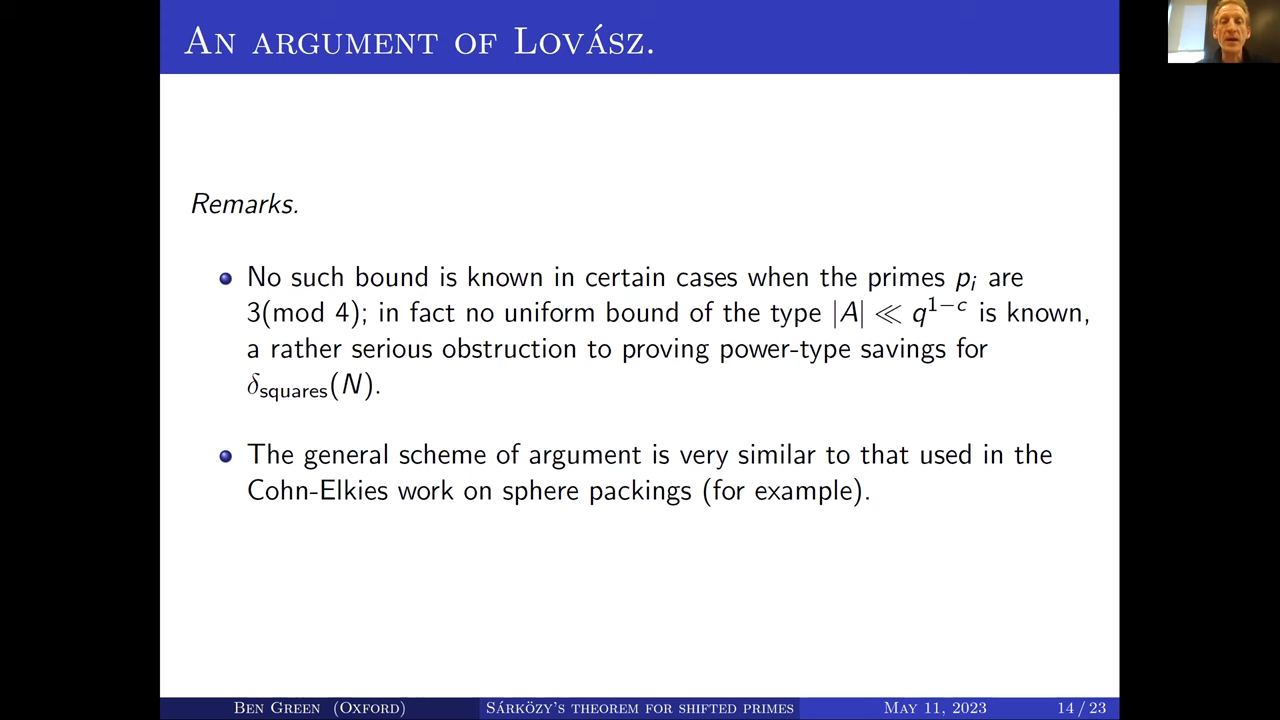 An argument of Lovász.
Remarks.
No such bound is known in certain cases when the primes pᵢ are
3(mod 4); in fact no uniform bound of the type |A| ≪ q¹⁻ᶜ is known,
a rather serious obstruction to proving power-type savings for
δ_squares(N).
The general scheme of argument is very similar to that used in the
Cohn-Elkies work on sphere packings (for example).
Ben Green (Oxford) Sárközy's theorem for shifted primes May 11, 2023 14 / 23